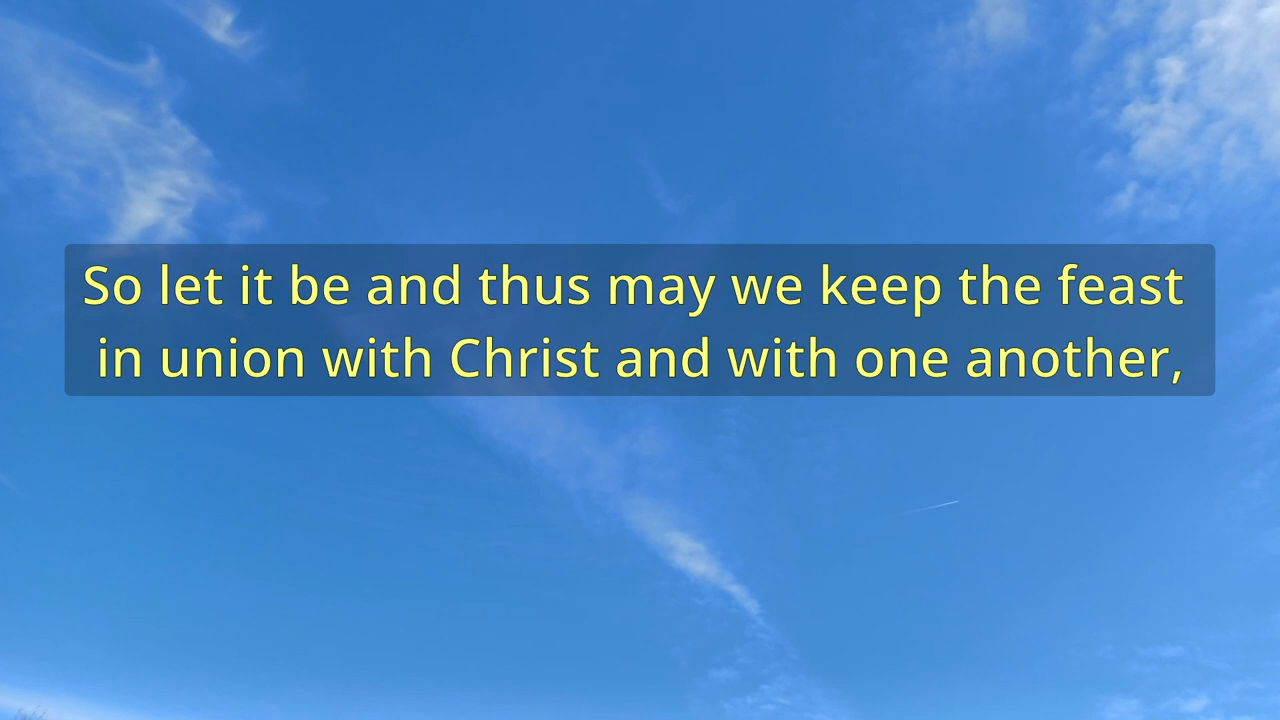 So let it be and thus may we keep the feast
in union with Christ and with one another,